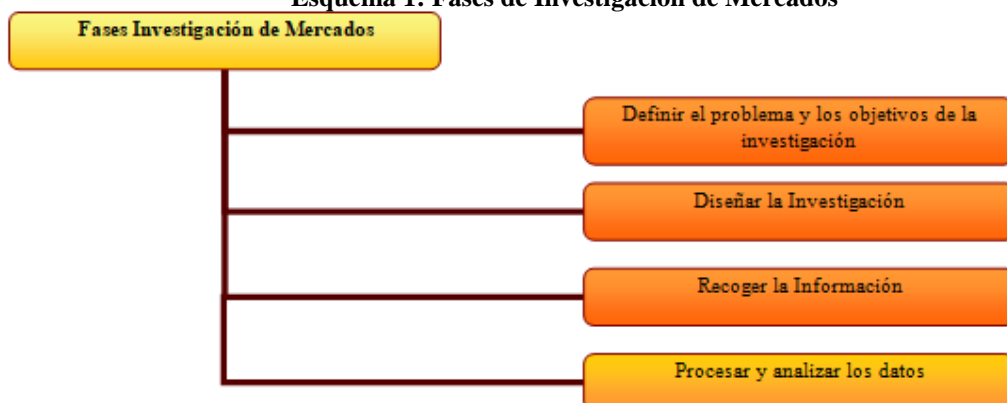 Esquema 1: Fases de Investigación de Mercados
Fases Investigación de Mercados
Definir el problema y los objetivos de la
investigación
Diseñar la Investigación
Recoger la Información
Procesar y analizar los datos